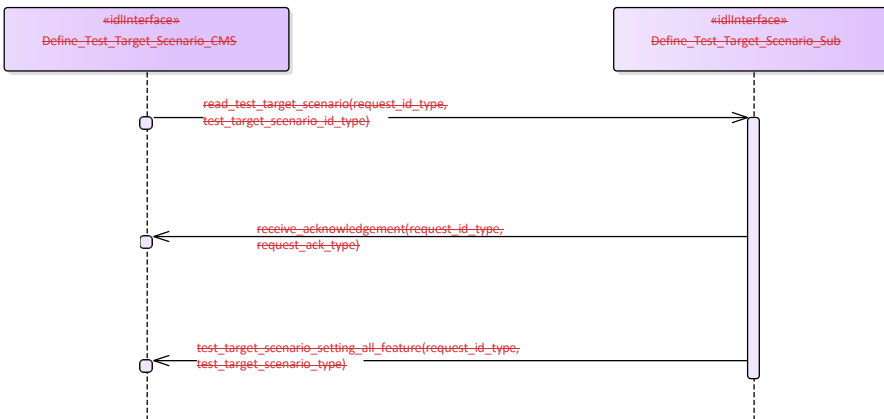 «idlInterface»
Define_Test_Target_Scenario_CMS
«idlInterface»
Define_Test_Target_Scenario_Sub
read_test_target_scenario(request_id_type,
test_target_scenario_id_type)
receive_acknowledgement(request_id_type,
request_ack_type)
test_target_scenario_setting_all_feature(request_id_type,
test_target_scenario_type)